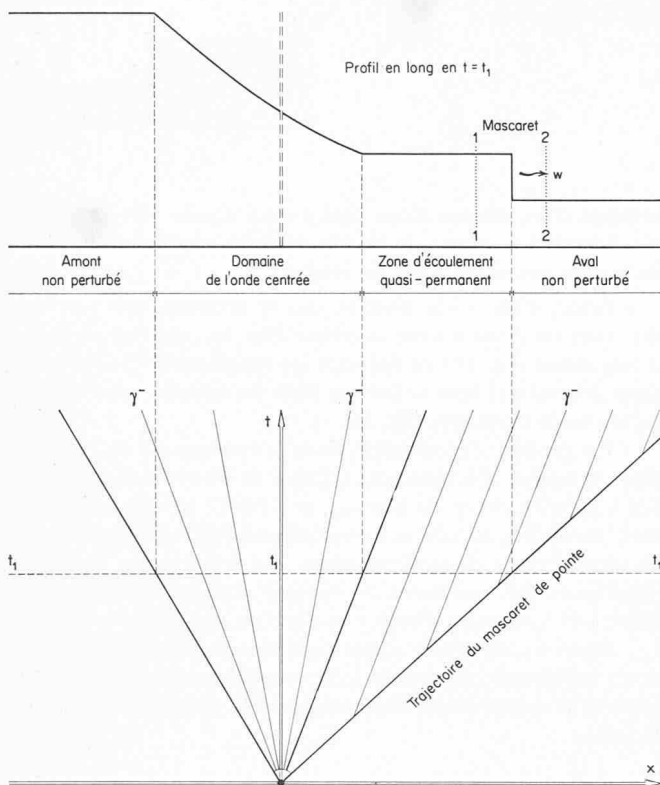 Profil en long en t = t₁
Mascaret
1 2
w
1 2
Amont
non perturbé
Domaine
de l'onde centrée
Zone d'écoulement
quasi-permanent
Aval
non perturbé
γ⁻ γ⁻ γ⁻
t
t₁ t₁ t₁
Trajectoire du mascaret de pointe
x